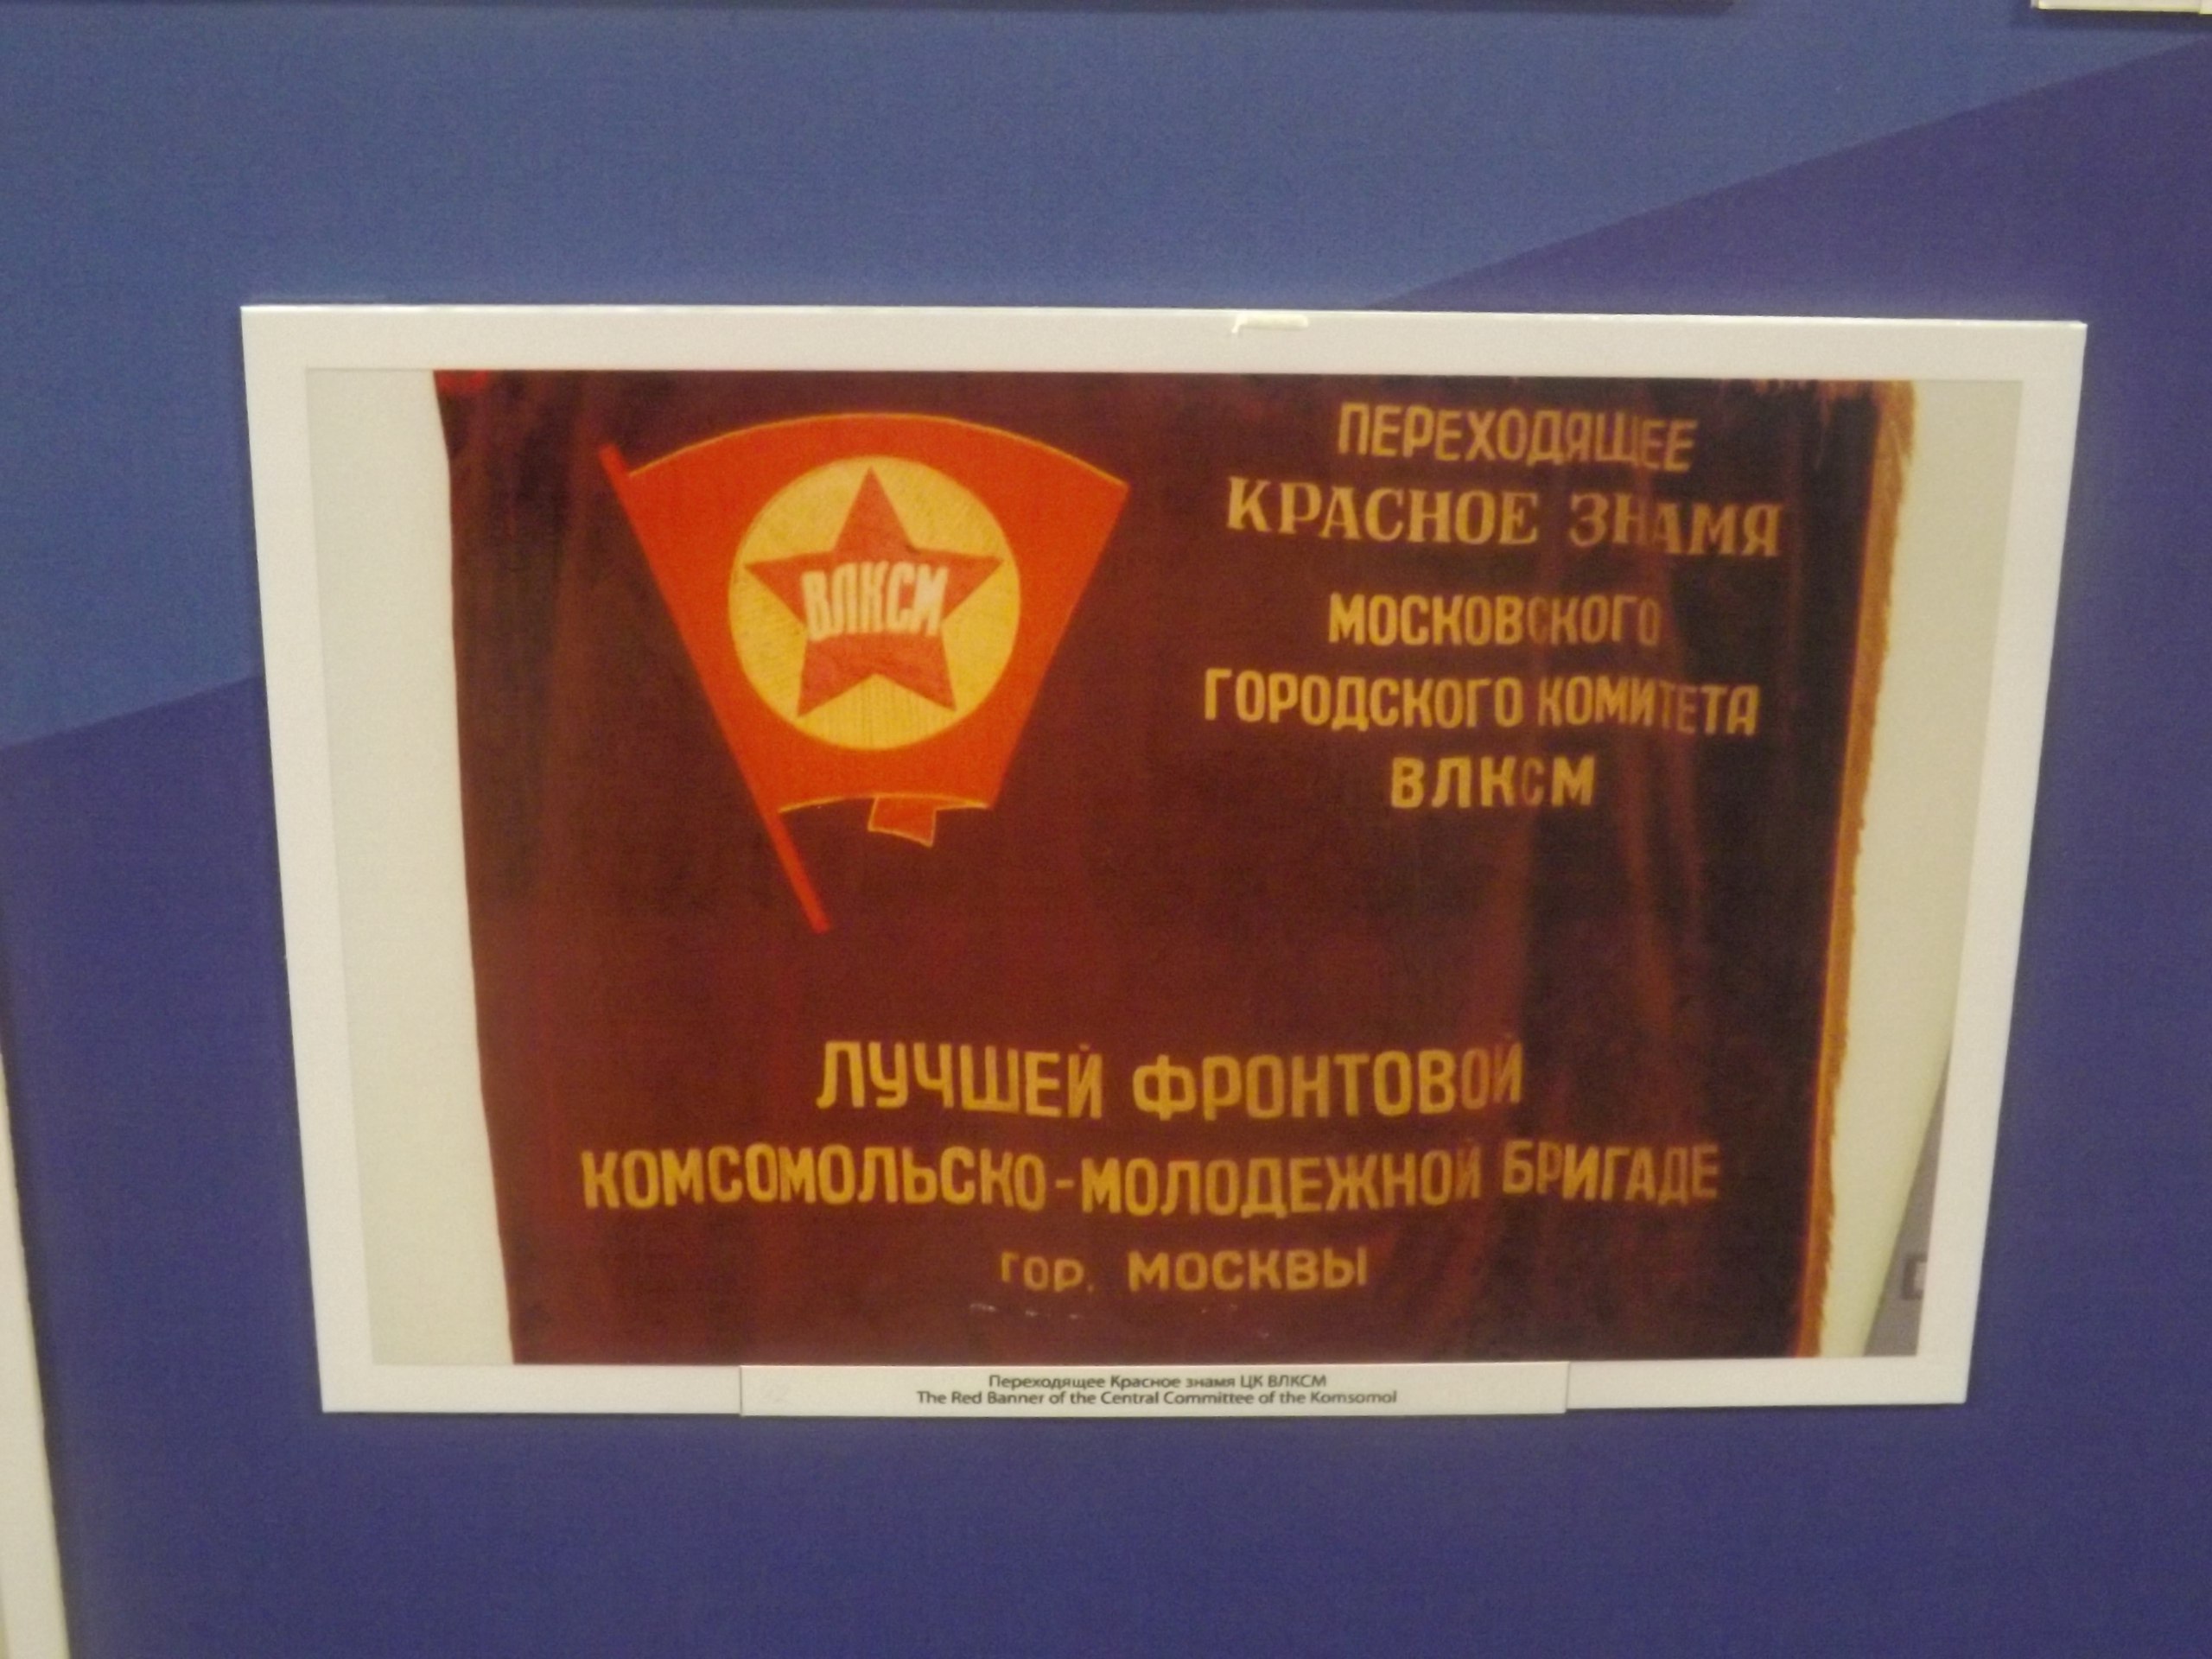 ВЛКСМ
ПЕРЕХОДЯЩЕЕ
КРАСНОЕ ЗНАМЯ
МОСКОВСКОГО
ГОРОДСКОГО КОМИТЕТА
ВЛКСМ
ЛУЧШЕЙ ФРОНТОВОЙ
КОМСОМОЛЬСКО-МОЛОДЕЖНОЙ БРИГАДЕ
ГОР. МОСКВЫ
Переходящее Красное знамя ЦК ВЛКСМ
The Red Banner of the Central Committee of the Komsomol